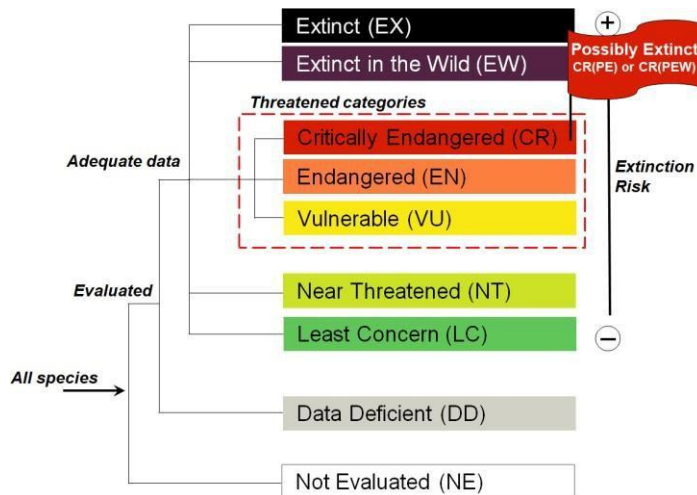 Extinct (EX)
+
Possibly Extinct
CR(PE) or CR(PEW)
Extinct in the Wild (EW)
Threatened categories
Critically Endangered (CR)
Adequate data
Extinction
Risk
Endangered (EN)
Vulnerable (VU)
Evaluated
Near Threatened (NT)
Least Concern (LC)
−
All species
Data Deficient (DD)
Not Evaluated (NE)